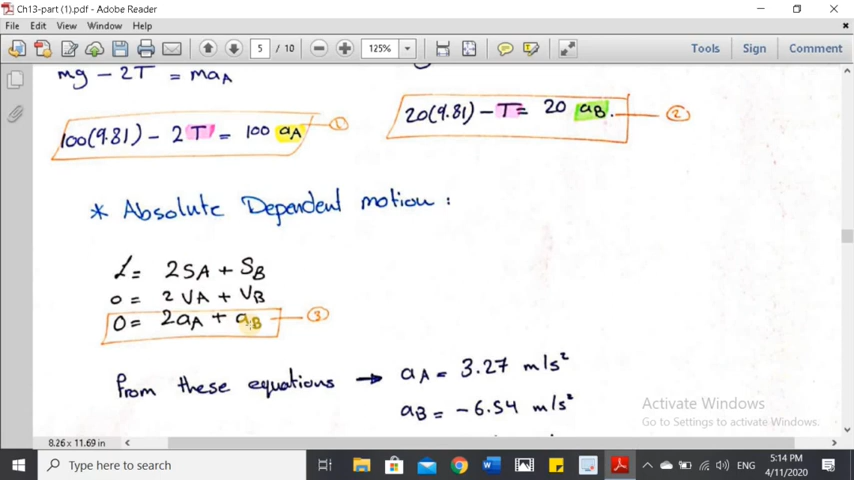 Ch13-part (1).pdf - Adobe Reader
File Edit View Window Help
5 / 10 125% Tools Sign Comment
mg - 2T = maA
100(9.81) - 2T = 100 aA ①
20(9.81) - T = 20 aB. ②
* Absolute Dependent motion :
L = 2SA + SB
0 = 2VA + VB
0 = 2aA + aB ③
From these equations → aA = 3.27 m/s²
aB = -6.54 m/s²
Activate Windows
Go to Settings to activate Windows.
8.26 x 11.69 in
Type here to search
ENG
5:14 PM
4/11/2020